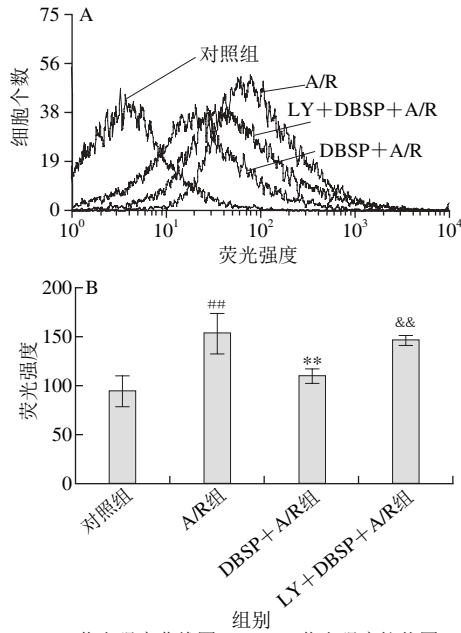 A
75
56
38
19
0
细胞个数
对照组
A/R
LY+DBSP+A/R
DBSP+A/R
10⁰
10¹
10²
10³
10⁴
荧光强度
B
200
150
100
50
0
荧光强度
##
**
&&
对照组
A/R组
DBSP+A/R组
LY+DBSP+A/R组
组别